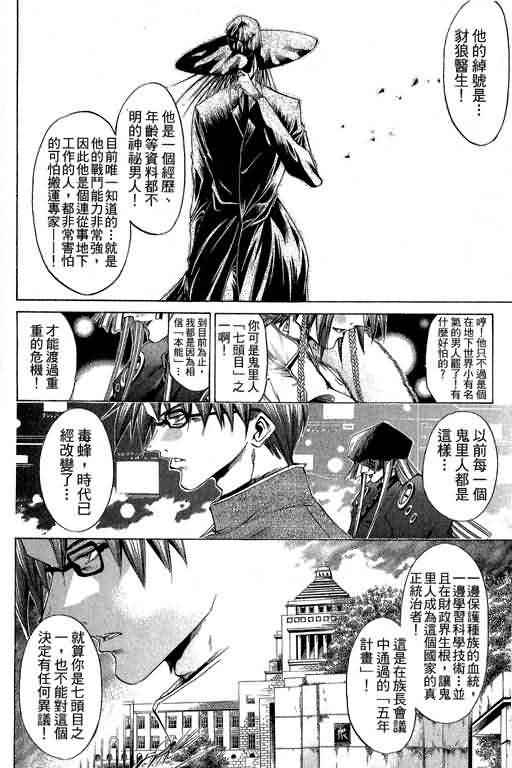 他的綽號是…
豺狼醫生！
他是一個經歷、
年齡等資料都不
明的神祕男人！
目前唯一知道的…就是
他的戰鬥能力非常強，
因此他是個連從事地下
工作的人，都非常害怕
的可怕搬運專家——！
哼！他只不過是個
在地下世界小有名
氣的男人罷了！有
什麼好怕的？
你可是鬼里人
「七頭目」之
一啊！
到目前為止，
我都是因為相
信「本能」，
才能渡過重
重的危機！
以前每一個
鬼里人都是
這樣…
毒蜂，時代已
經改變了…
一邊保護種族的血統，
一邊學習科學技術…並
且在財政界生根，讓鬼
里人成為這個國家的真
正統治者！
這是在族長會議
中通過的「五年
計畫」！
就算你是七頭目之
一，也不能對這個
決定有任何異議！